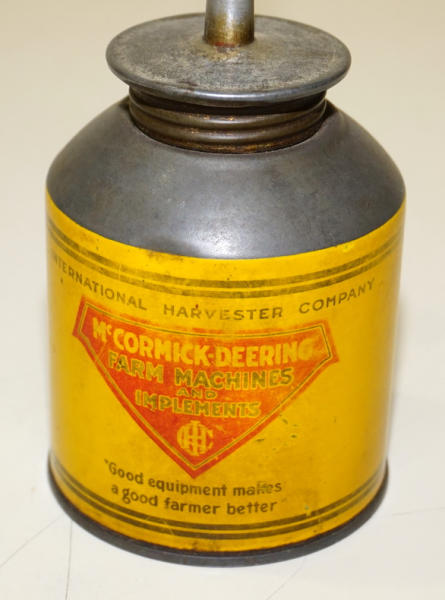 INTERNATIONAL HARVESTER COMPANY
McCORMICK-DEERING
FARM MACHINES
AND
IMPLEMENTS
IHC
"Good equipment makes
a good farmer better"